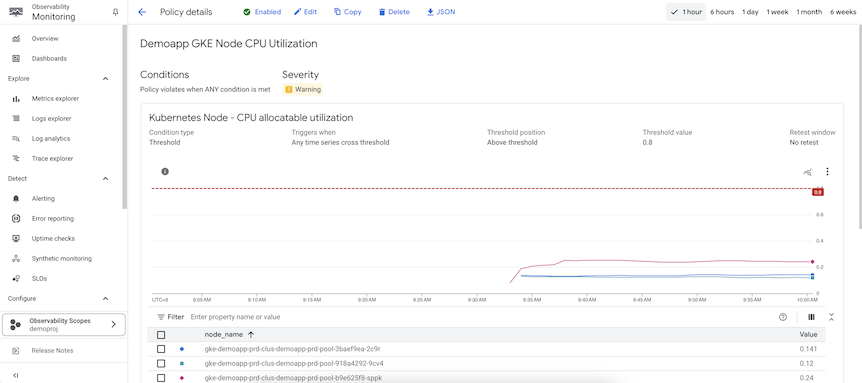 Observability
Monitoring
Policy details
Enabled
Edit
Copy
Delete
JSON
1 hour
6 hours
1 day
1 week
1 month
6 weeks
Overview
Dashboards
Explore
Metrics explorer
Logs explorer
Log analytics
Trace explorer
Detect
Alerting
Error reporting
Uptime checks
Synthetic monitoring
SLOs
Configure
Observability Scopes
demoproj
Release Notes
Demoapp GKE Node CPU Utilization
Conditions
Policy violates when ANY condition is met
Severity
Warning
Kubernetes Node - CPU allocatable utilization
Condition type
Threshold
Triggers when
Any time series cross threshold
Threshold position
Above threshold
Threshold value
0.8
Retest window
No retest
0.8
0.6
0.4
0.2
0
UTC+8
9:05 AM
9:10 AM
9:15 AM
9:20 AM
9:25 AM
9:30 AM
9:35 AM
9:40 AM
9:45 AM
9:50 AM
9:55 AM
10:00 AM
Filter
Enter property name or value
node_name
Value
gke-demoapp-prd-clus-demoapp-prd-pool-3baef9ea-2c9r
0.141
gke-demoapp-prd-clus-demoapp-prd-pool-918a4292-9cv4
0.12
gke-demoapp-prd-clus-demoapp-prd-pool-b9e625f8-sppk
0.24